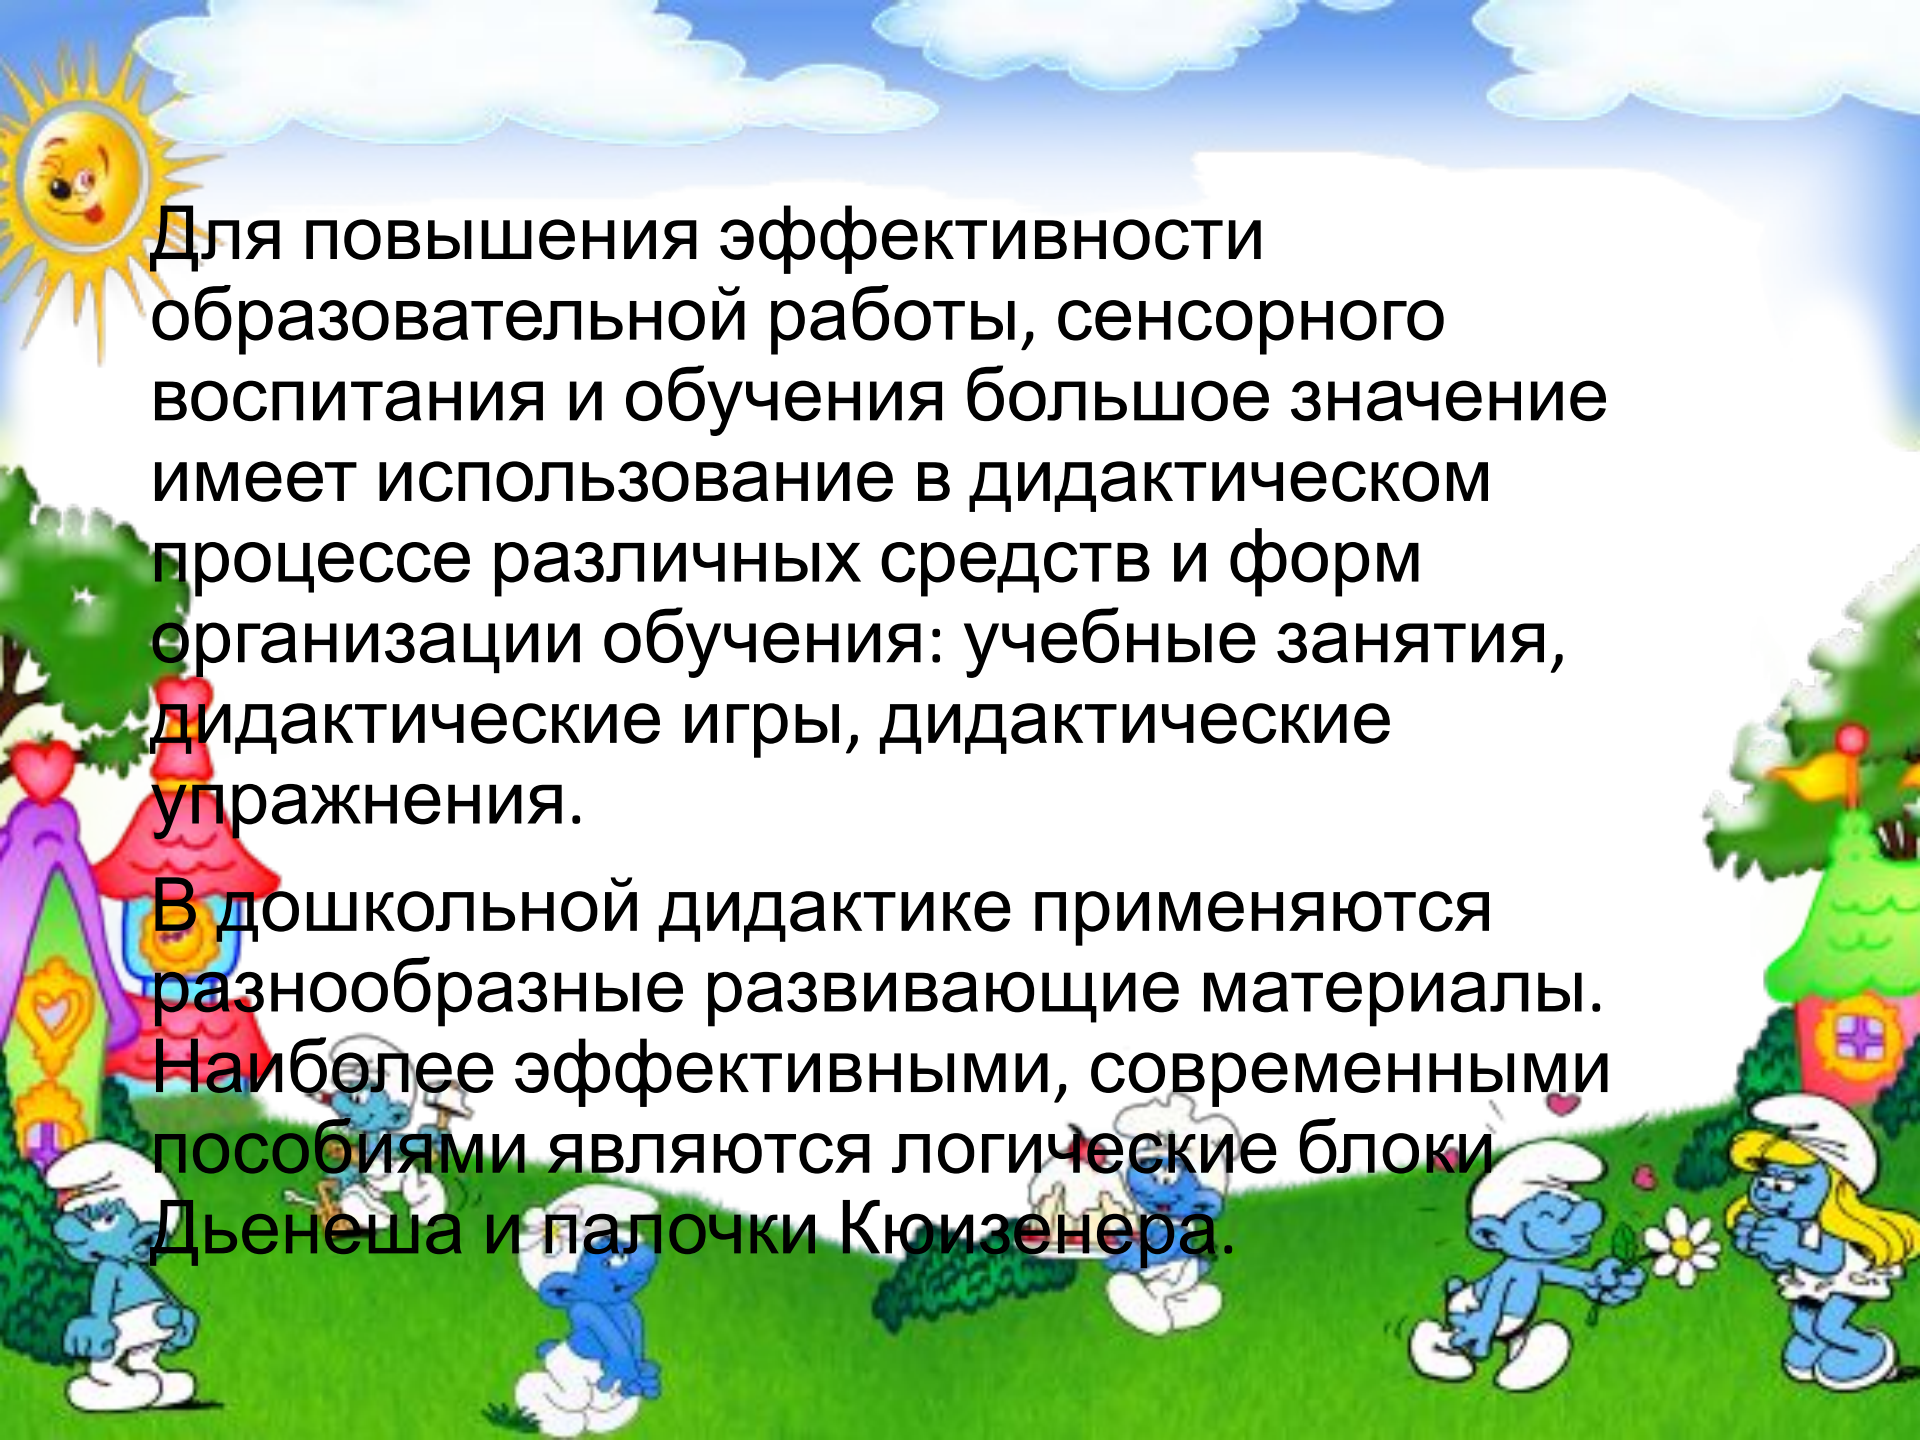 Для повышения эффективности
образовательной работы, сенсорного
воспитания и обучения большое значение
имеет использование в дидактическом
процессе различных средств и форм
организации обучения: учебные занятия,
дидактические игры, дидактические
упражнения.
В дошкольной дидактике применяются
разнообразные развивающие материалы.
Наиболее эффективными, современными
пособиями являются логические блоки
Дьенеша и палочки Кюизенера.